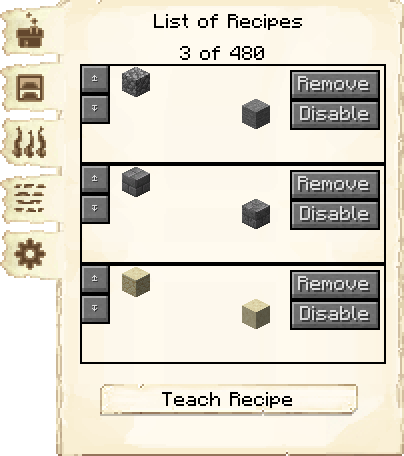 List of Recipes
3 of 480
Remove
Disable
Remove
Disable
Remove
Disable
Teach Recipe